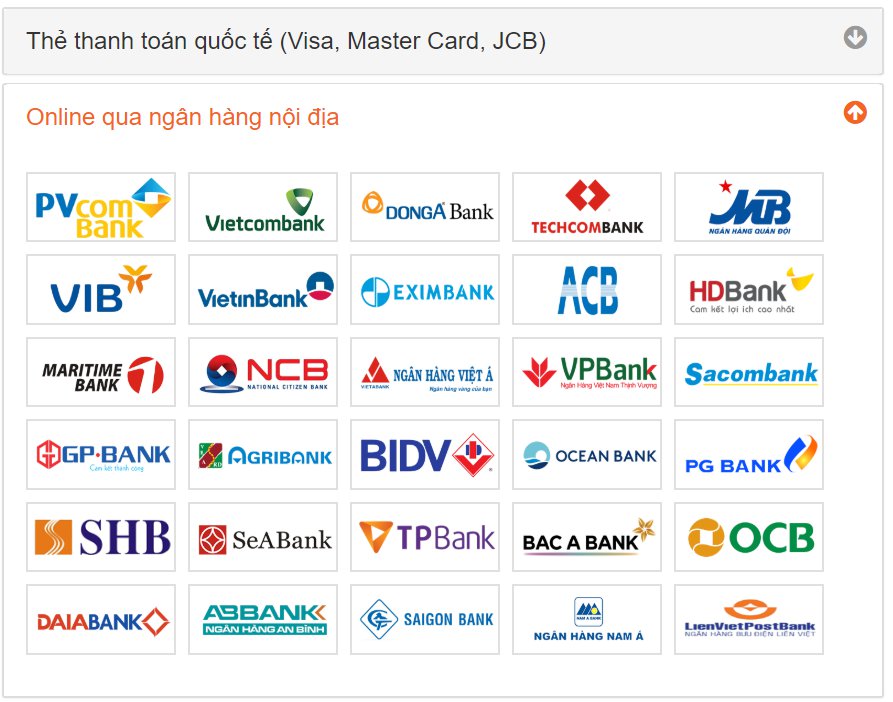 Thẻ thanh toán quốc tế (Visa, Master Card, JCB)
Online qua ngân hàng nội địa
PVcom
Bank
Vietcombank
DONGA Bank
TECHCOMBANK
MB
NGÂN HÀNG QUÂN ĐỘI
VIB
VietinBank
EXIMBANK
ACB
HDBank
Cam kết lợi ích cao nhất
MARITIME
BANK
NCB
NATIONAL CITIZEN BANK
VIETABANK
NGÂN HÀNG VIỆT Á
Ngân hàng vàng của bạn
VPBank
Ngân Hàng Việt Nam Thịnh Vượng
Sacombank
GP.BANK
Cam kết thành công
AGRIBANK
BIDV
OCEAN BANK
PG BANK
SHB
SeABank
TPBank
BAC A BANK
OCB
DAIABANK
ABBANK
NGÂN HÀNG AN BÌNH
SAIGON BANK
NAM A BANK
NGÂN HÀNG NAM Á
LienVietPostBank
NGÂN HÀNG BƯU ĐIỆN LIÊN VIỆT